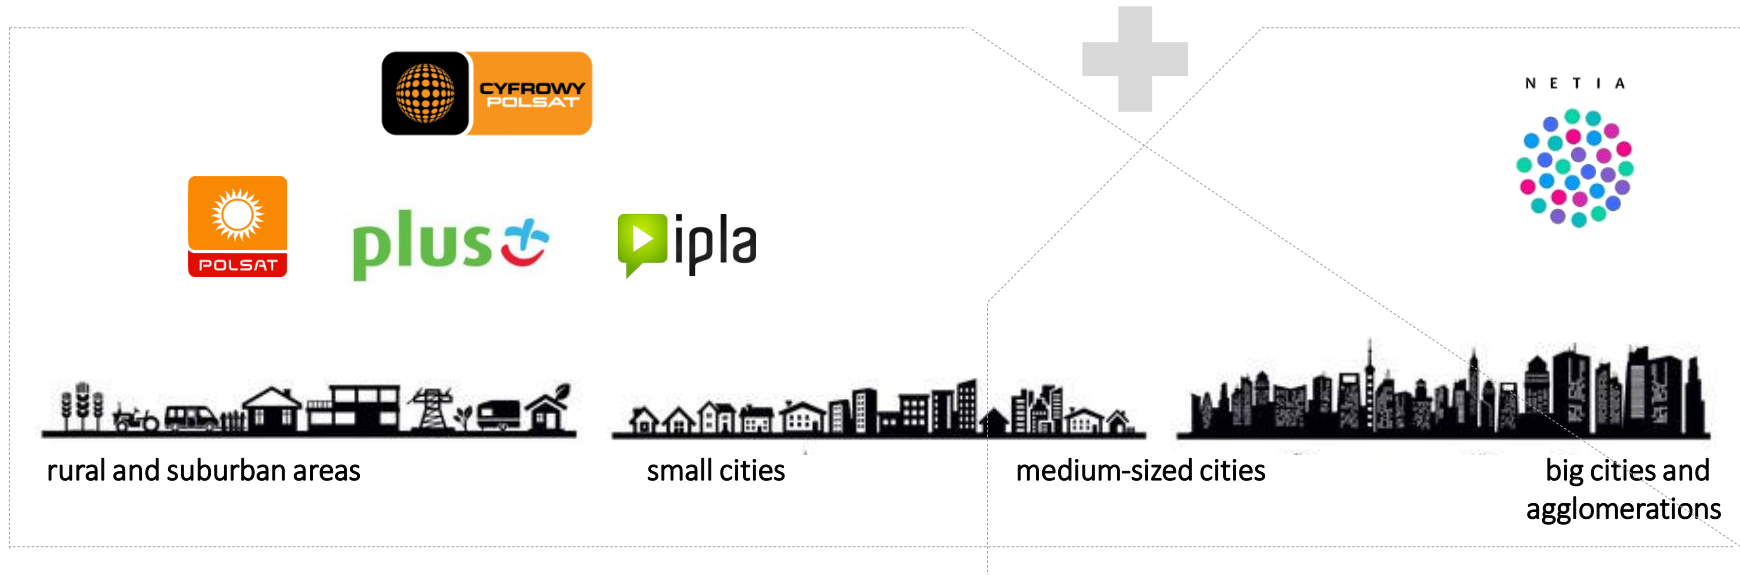 CYFROWY
POLSAT
NETIA
POLSAT
plus
ipla
rural and suburban areas
small cities
medium-sized cities
big cities and
agglomerations